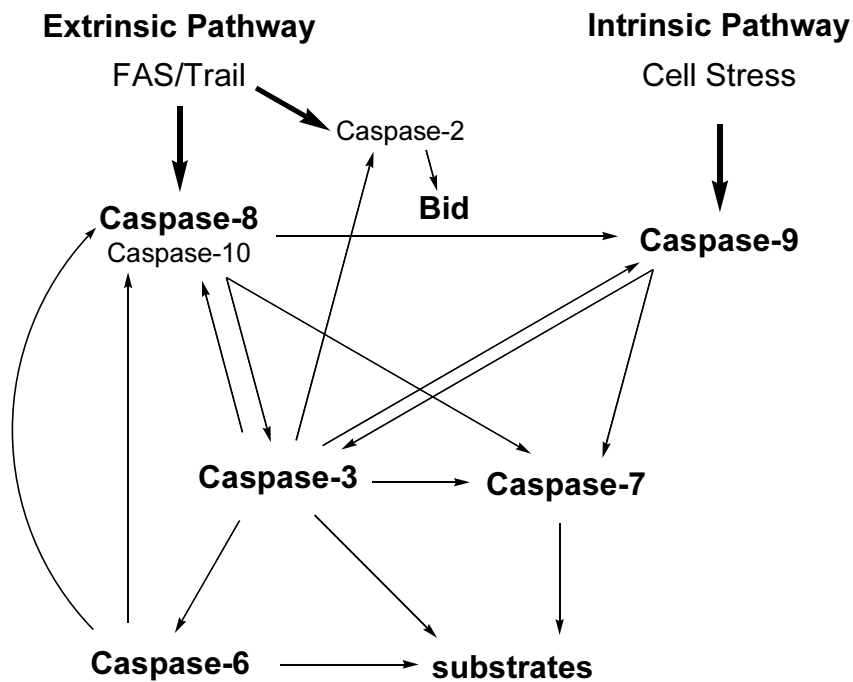 Extrinsic Pathway
Intrinsic Pathway
FAS/Trail
Cell Stress
Caspase-2
Bid
Caspase-8
Caspase-10
Caspase-9
Caspase-3
Caspase-7
Caspase-6
substrates